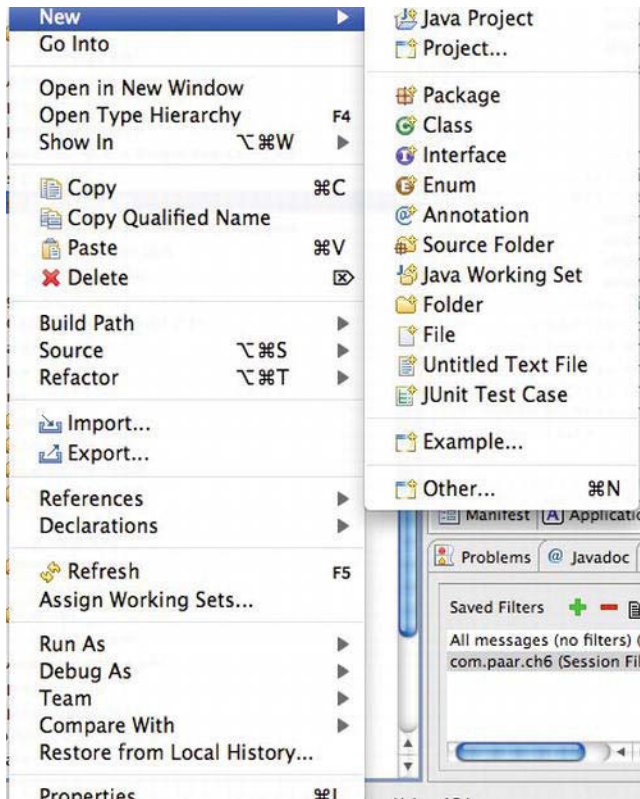 New
Go Into
Open in New Window
Open Type Hierarchy F4
Show In ⌥⌘W
Copy ⌘C
Copy Qualified Name
Paste ⌘V
Delete ⌦
Build Path
Source ⌥⌘S
Refactor ⌥⌘T
Import...
Export...
References
Declarations
Refresh F5
Assign Working Sets...
Run As
Debug As
Team
Compare With
Restore from Local History...
Properties ⌘I
Java Project
Project...
Package
Class
Interface
Enum
Annotation
Source Folder
Java Working Set
Folder
File
Untitled Text File
JUnit Test Case
Example...
Other... ⌘N
Manifest A Applicatio
Problems @ Javadoc
Saved Filters
All messages (no filters) (
com.paar.ch6 (Session Fil